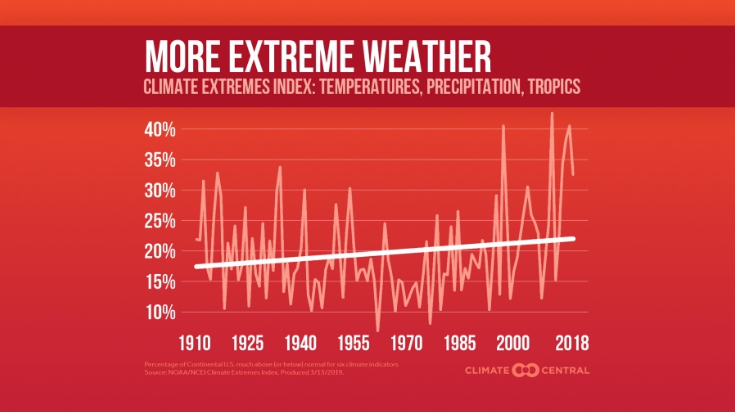 MORE EXTREME WEATHER
CLIMATE EXTREMES INDEX: TEMPERATURES, PRECIPITATION, TROPICS
40%
35%
30%
25%
20%
15%
10%
1910 1925 1940 1955 1970 1985 2000 2018
Percentage of Continental U.S. much above (or below) normal for six climate indicators
Source: NOAA/NCEI Climate Extremes Index. Produced 3/13/2019.
CLIMATE CENTRAL